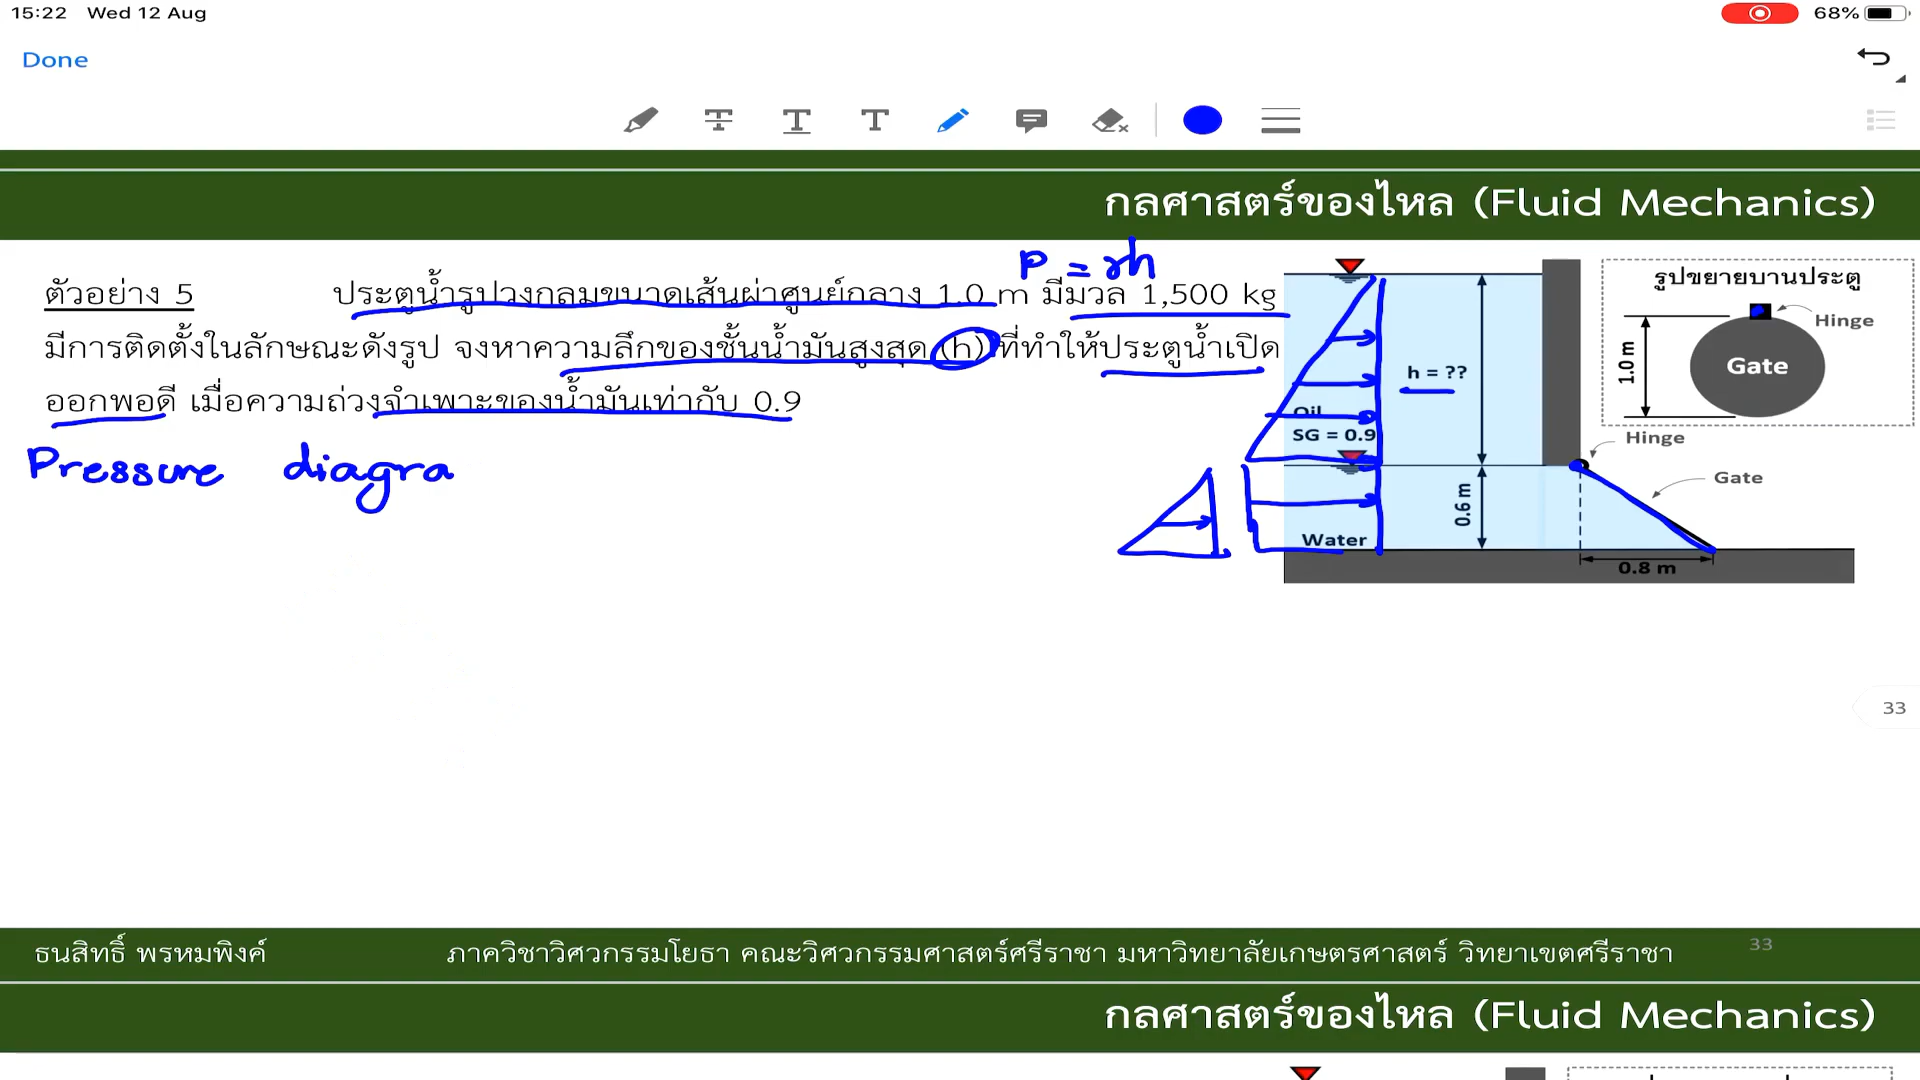 15:22 Wed 12 Aug
68%
Done
กลศาสตร์ของไหล (Fluid Mechanics)
P = γh
ตัวอย่าง 5 ประตูน้ำรูปวงกลมขนาดเส้นผ่าศูนย์กลาง 1.0 m มีมวล 1,500 kg
มีการติดตั้งในลักษณะดังรูป จงหาความลึกของชั้นน้ำมันสูงสุด (h) ที่ทำให้ประตูน้ำเปิด
ออกพอดี เมื่อความถ่วงจำเพาะของน้ำมันเท่ากับ 0.9
Pressure diagra
h = ??
Oil
SG = 0.9
0.6 m
Water
0.8 m
Hinge
Gate
รูปขยายบานประตู
Hinge
1.0 m
Gate
33
ธนสิทธิ์ พรหมพิงค์ ภาควิชาวิศวกรรมโยธา คณะวิศวกรรมศาสตร์ศรีราชา มหาวิทยาลัยเกษตรศาสตร์ วิทยาเขตศรีราชา 33
กลศาสตร์ของไหล (Fluid Mechanics)